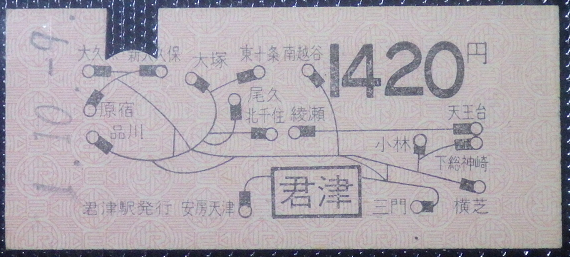 1.10.-9.
大久保 新大久保 大塚 東十条 南越谷
1420円
原宿 尾久 天王台
品川 北千住 綾瀬 小林
下総神崎
君津
君津駅発行 安房天津 三門 横芝